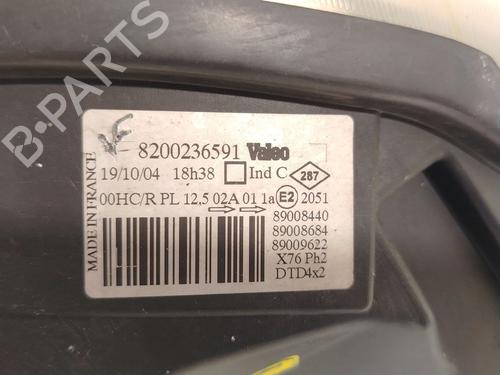 B-PARTS
VF
8200236591 Valeo
19/10/04 18h38 Ind C 287
00HC/R PL 12.5 02A 01 1a E2 2051
89008440
89008684
89009622
X76 Ph2
DTD4x2
MADE IN FRANCE